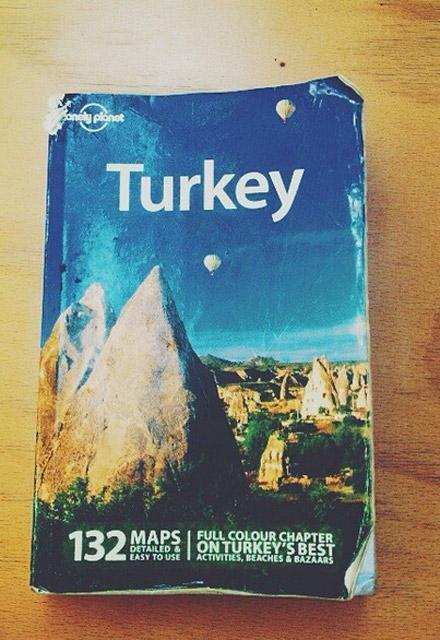 lonely planet
Turkey
132 MAPS
DETAILED &
EASY TO USE
FULL COLOUR CHAPTER
ON TURKEY'S BEST
ACTIVITIES, BEACHES & BAZAARS